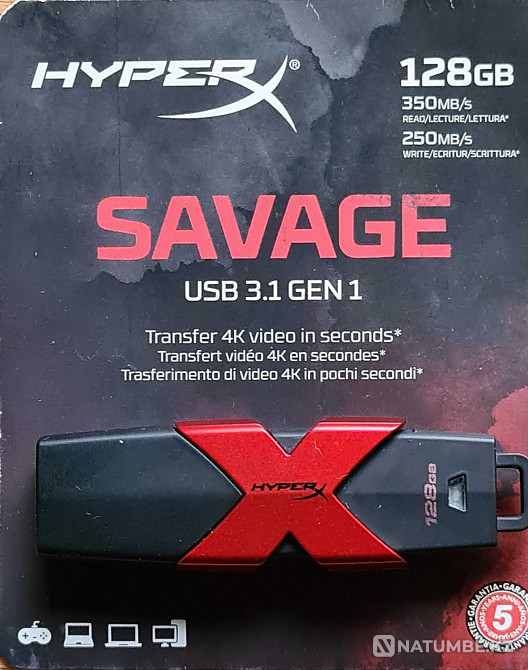 HYPERX®
128GB
350MB/s
READ/LECTURE/LETTURA*
250MB/s
WRITE/ECRITUR/SCRITTURA*
SAVAGE
USB 3.1 GEN 1
Transfer 4K video in seconds*
Transfert vidéo 4K en secondes*
Trasferimento di video 4K in pochi secondi*
HYPERX
128GB
GARANTIA
5
NATUMBE